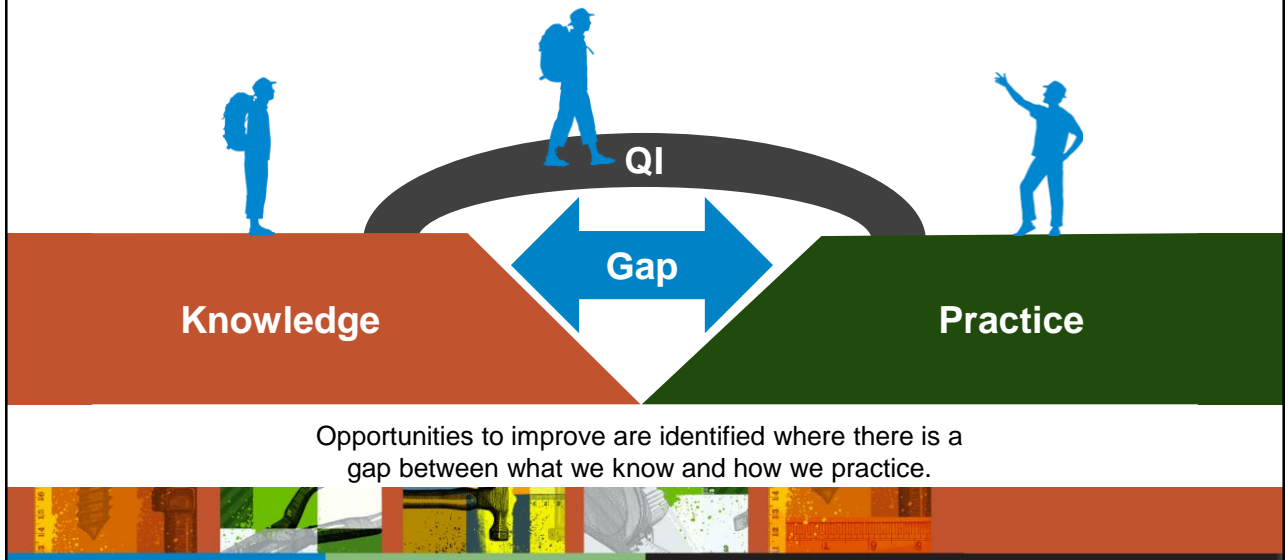 QI
Gap
Knowledge
Practice
Opportunities to improve are identified where there is a
gap between what we know and how we practice.